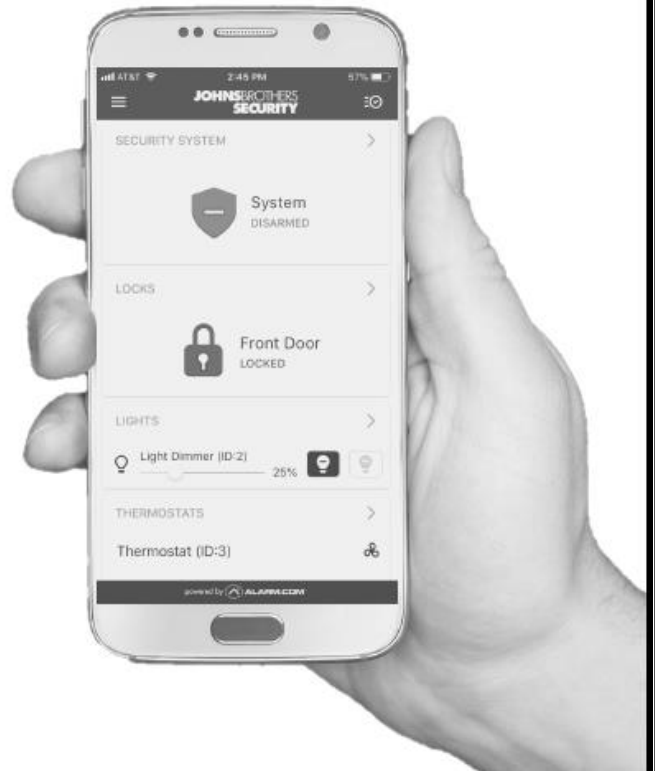 AT&T 2:45 PM 57%
JOHNSBROTHERS
SECURITY
SECURITY SYSTEM
System
DISARMED
LOCKS
Front Door
LOCKED
LIGHTS
Light Dimmer (ID:2)
25%
THERMOSTATS
Thermostat (ID:3)
powered by ALARM.COM